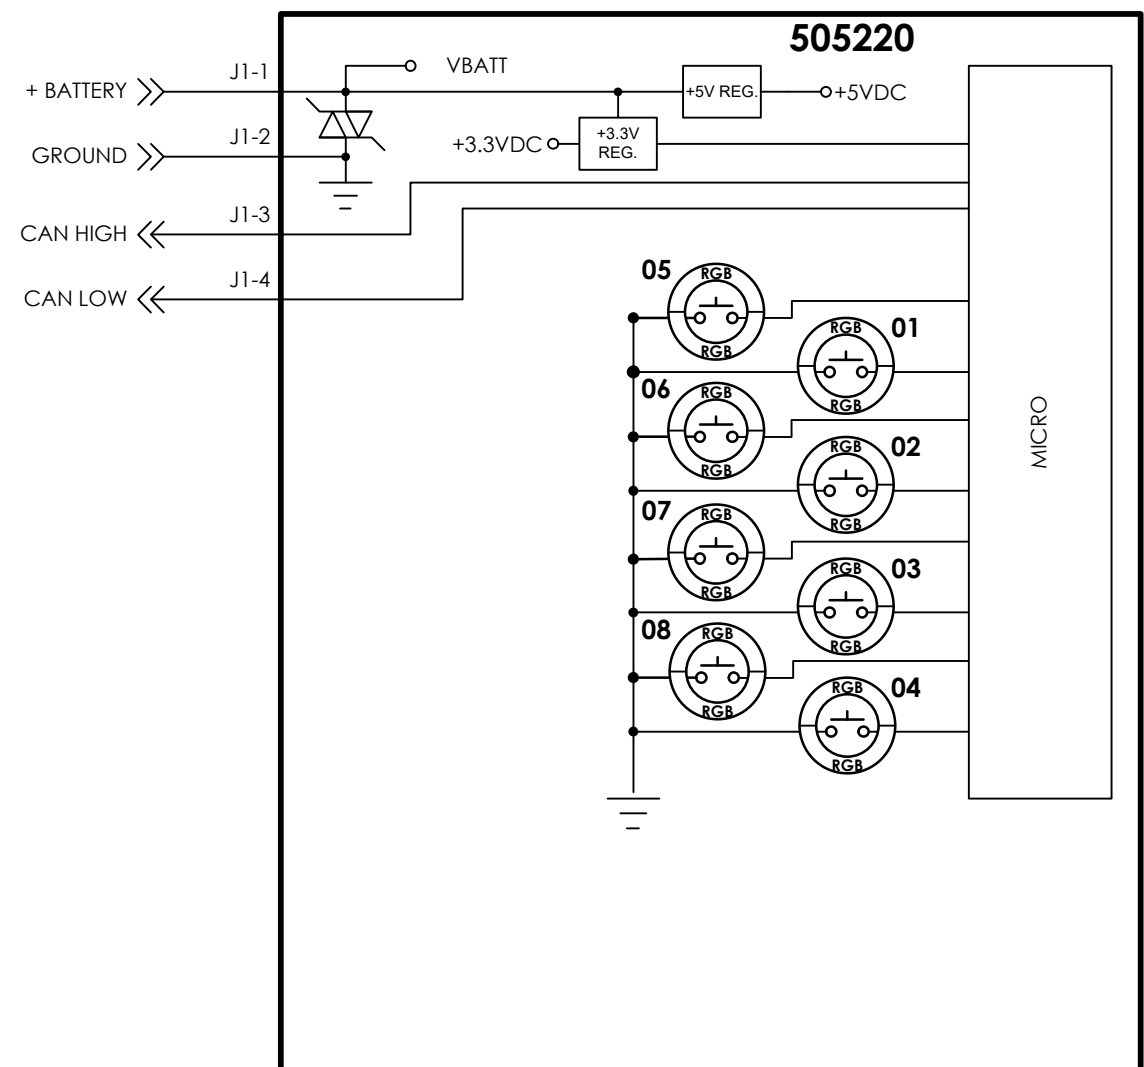 505220
J1-1
VBATT
+ BATTERY
+5V REG.
+5VDC
J1-2
+3.3VDC
+3.3V
REG.
GROUND
J1-3
CAN HIGH
J1-4
CAN LOW
05
RGB
RGB
RGB
01
RGB
06
RGB
RGB
RGB
02
RGB
MICRO
07
RGB
RGB
RGB
03
RGB
08
RGB
RGB
RGB
04
RGB